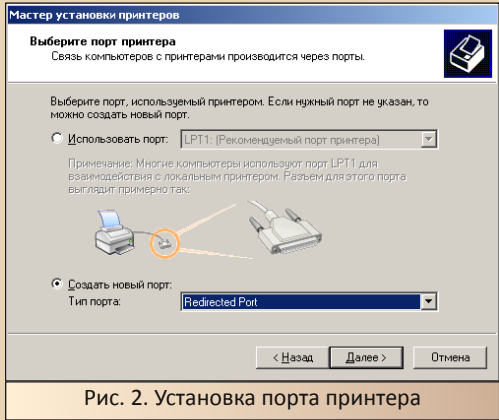 Мастер установки принтеров
Выберите порт принтера
Связь компьютеров с принтерами производится через порты.
Выберите порт, используемый принтером. Если нужный порт не указан, то
можно создать новый порт.
Использовать порт: LPT1: (Рекомендуемый порт принтера)
Примечание: Многие компьютеры используют порт LPT1 для
взаимодействия с локальным принтером. Разъем для этого порта
выглядит примерно так:
Создать новый порт:
Тип порта: Redirected Port
< Назад Далее > Отмена
Рис. 2. Установка порта принтера